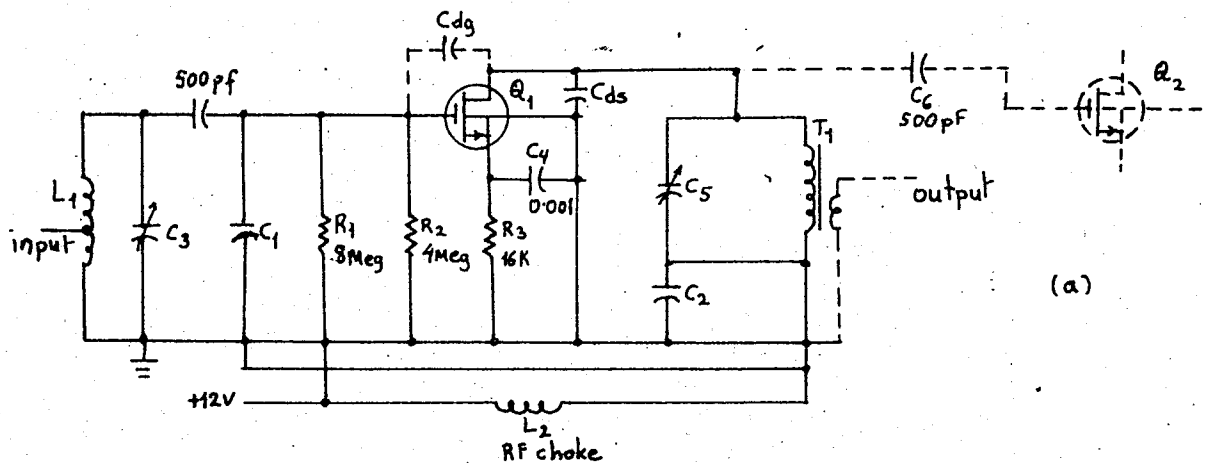 Cdg
500pf
Q1
Cds
C6
500pF
Q2
T1
L1
input
C3
C1
R1
8Meg
R2
4Meg
R3
16K
C4
0.001
C5
C2
output
(a)
+12V
L2
RF choke